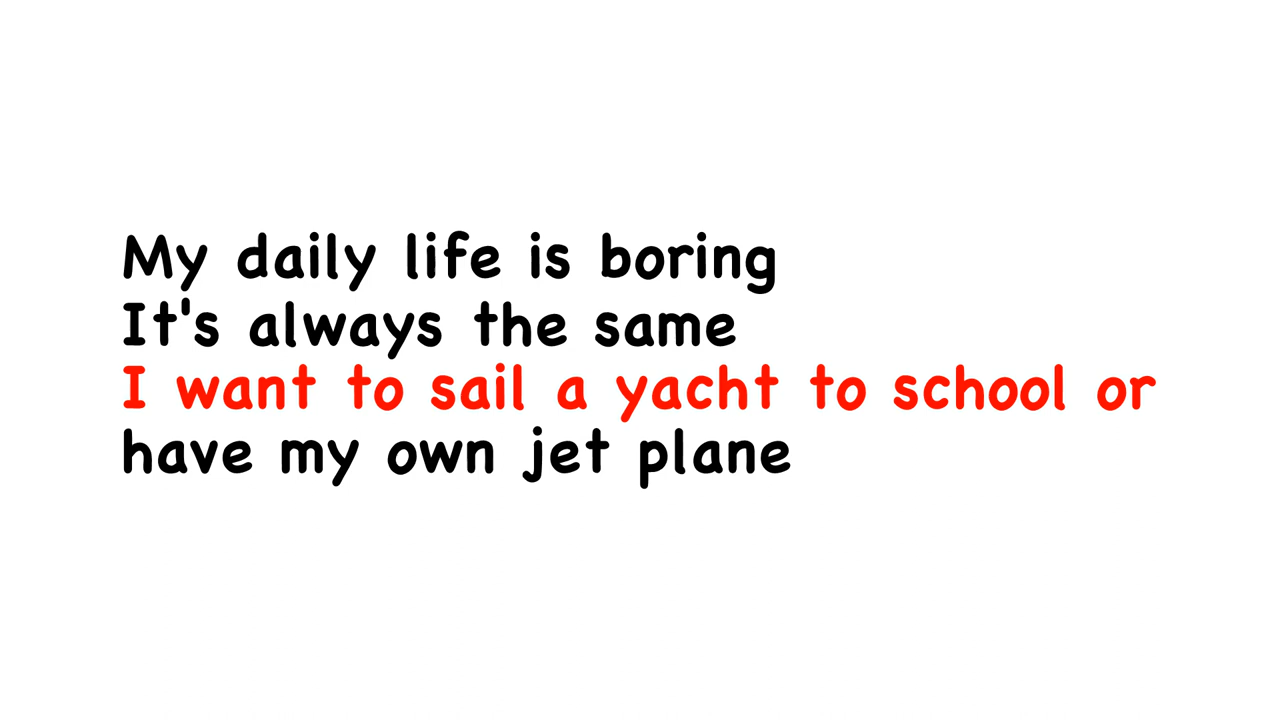 My daily life is boring
It's always the same
I want to sail a yacht to school or
have my own jet plane